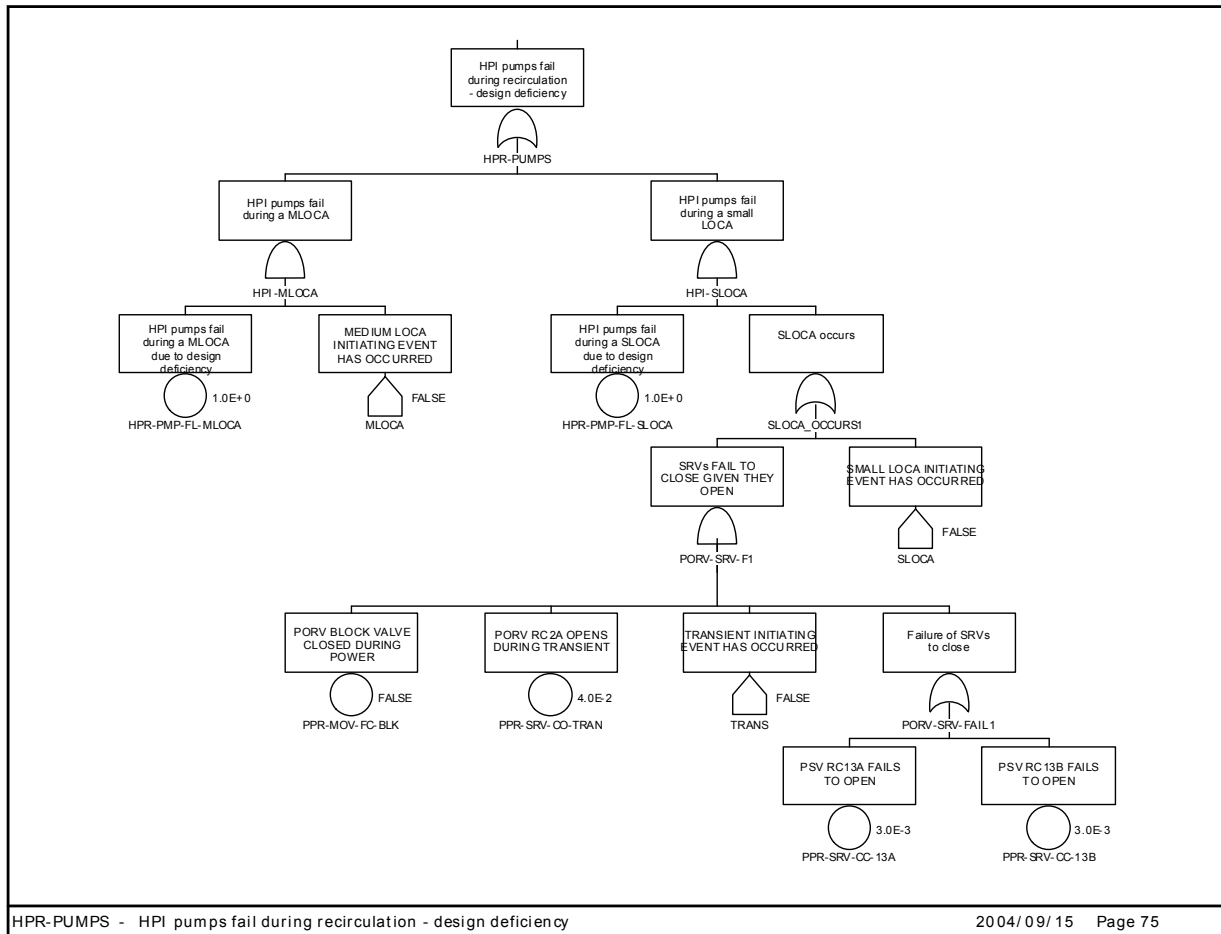 HPI pumps fail
during recirculation
- design deficiency
HPR-PUMPS
HPI pumps fail
during a MLOCA
HPI-MLOCA
HPI pumps fail
during a small
LOCA
HPI-SLOCA
HPI pumps fail
during a MLOCA
due to design
deficiency
1.0E+0
HPR-PMP-FL-MLOCA
MEDIUM LOCA
INITIATING EVENT
HAS OCCURRED
FALSE
MLOCA
HPI pumps fail
during a SLOCA
due to design
deficiency
1.0E+0
HPR-PMP-FL-SLOCA
SLOCA occurs
SLOCA_OCCURS1
SRVs FAIL TO
CLOSE GIVEN THEY
OPEN
PORV-SRV-F1
SMALL LOCA INITIATING
EVENT HAS OCCURRED
FALSE
SLOCA
PORV BLOCK VALVE
CLOSED DURING
POWER
FALSE
PPR-MOV-FC-BLK
PORV RC2A OPENS
DURING TRANSIENT
4.0E-2
PPR-SRV-CO-TRAN
TRANSIENT INITIATING
EVENT HAS OCCURRED
FALSE
TRANS
Failure of SRVs
to close
PORV-SRV-FAIL1
PSV RC13A FAILS
TO OPEN
3.0E-3
PPR-SRV-CC-13A
PSV RC13B FAILS
TO OPEN
3.0E-3
PPR-SRV-CC-13B
HPR-PUMPS - HPI pumps fail during recirculation - design deficiency
2004/09/15 Page 75